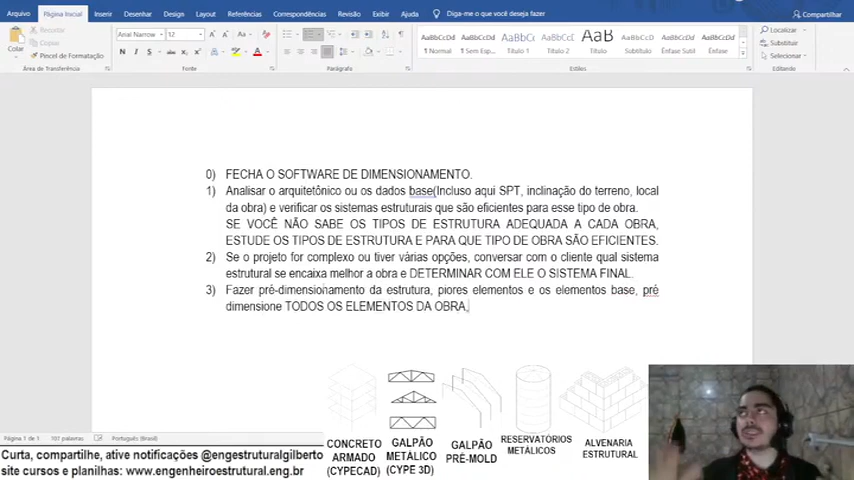 Arquivo Página Inicial Inserir Desenhar Design Layout Referências Correspondências Revisão Exibir Ajuda Diga-me o que você deseja fazer Compartilhar
Colar
Recortar
Copiar
Pincel de Formatação
Área de Transferência
Arial Narrow 12
Fonte
Parágrafo
AaBbCcDd AaBbCcDd AaBbCc AaBbCcC AaB AaBbCcD AaBbCcDd AaBbCcDd
¶ Normal ¶ Sem Esp... Título 1 Título 2 Título Subtítulo Ênfase Sutil Ênfase
Estilos
Localizar
Substituir
Selecionar
Editando
0) FECHA O SOFTWARE DE DIMENSIONAMENTO.
1) Analisar o arquitetônico ou os dados base(Incluso aqui SPT, inclinação do terreno, local
da obra) e verificar os sistemas estruturais que são eficientes para esse tipo de obra.
SE VOCÊ NÃO SABE OS TIPOS DE ESTRUTURA ADEQUADA A CADA OBRA,
ESTUDE OS TIPOS DE ESTRUTURA E PARA QUE TIPO DE OBRA SÃO EFICIENTES.
2) Se o projeto for complexo ou tiver várias opções, conversar com o cliente qual sistema
estrutural se encaixa melhor a obra e DETERMINAR COM ELE O SISTEMA FINAL.
3) Fazer pré-dimensionamento da estrutura, piores elementos e os elementos base, pré
dimensione TODOS OS ELEMENTOS DA OBRA,
CONCRETO
ARMADO
(CYPECAD)
GALPÃO
METÁLICO
(CYPE 3D)
GALPÃO
PRÉ-MOLD
RESERVATÓRIOS
METÁLICOS
ALVENARIA
ESTRUTURAL
Página 1 de 1 101 palavras Português (Brasil)
Curta, compartilhe, ative notificações @engestruturalgilberto
site cursos e planilhas: www.engenheiroestrutural.eng.br